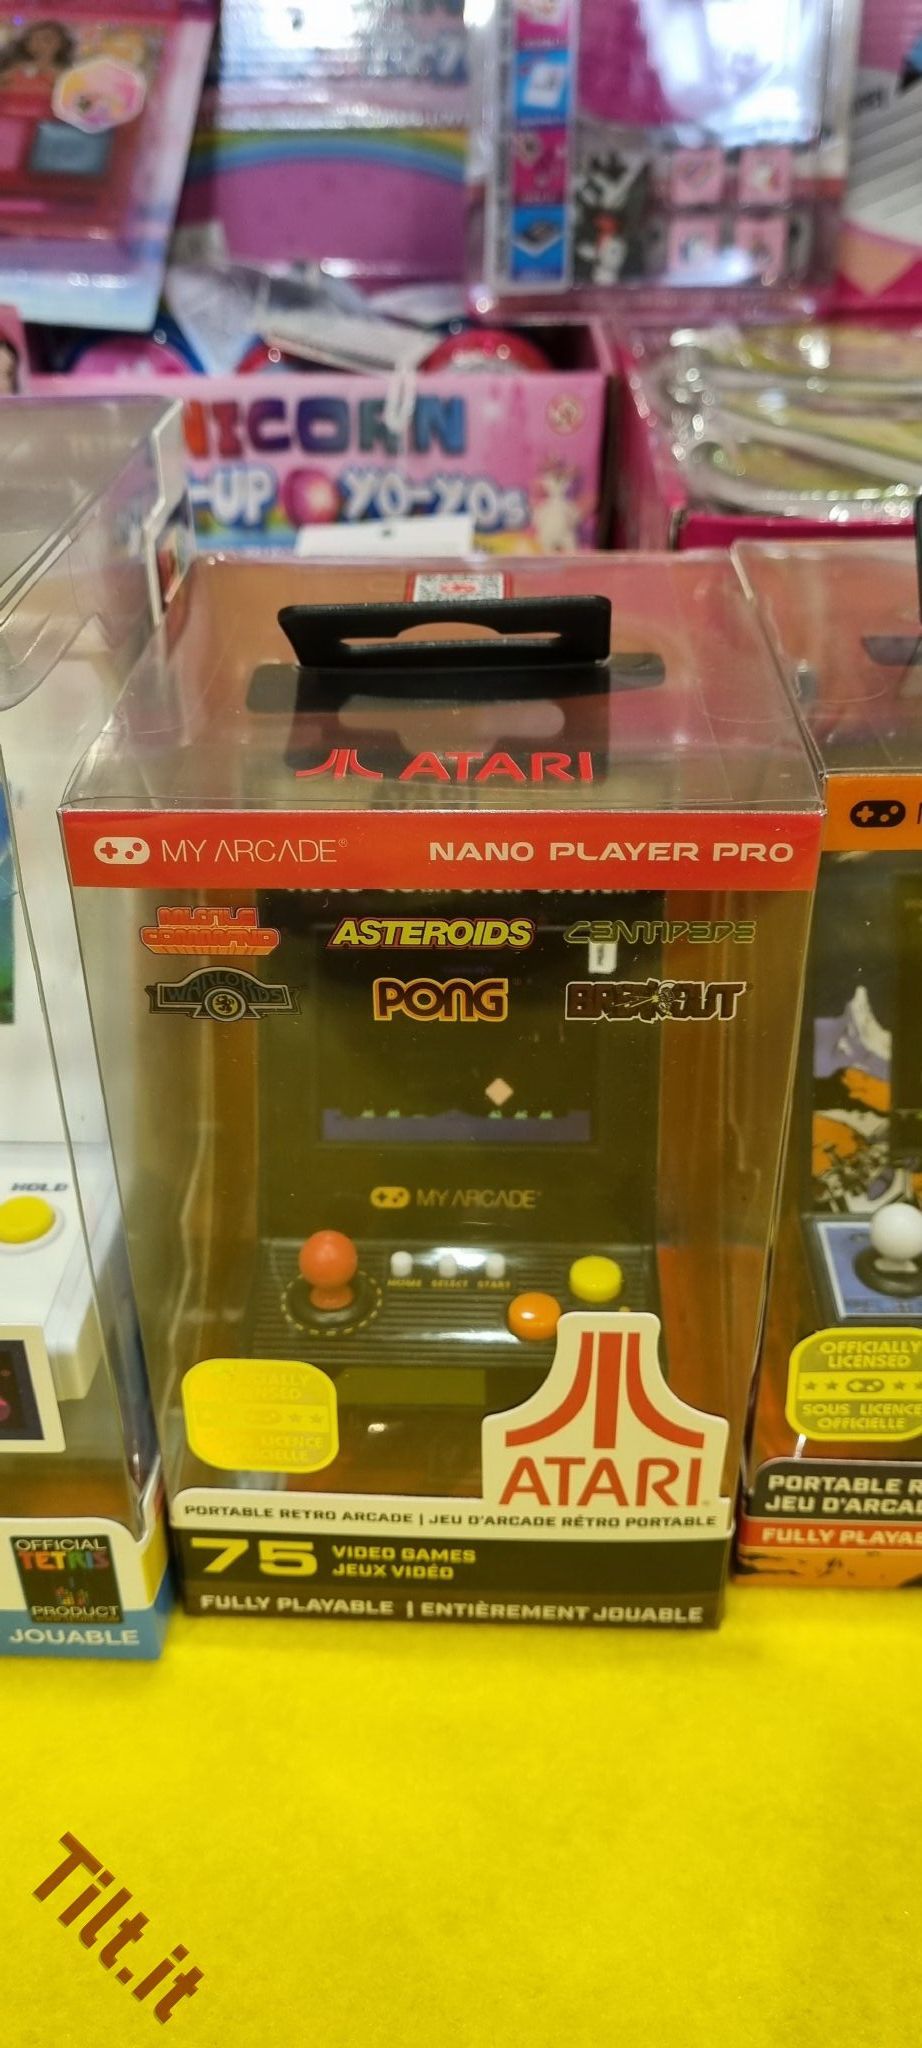 NICORN
-UP YO-YOs
ATARI
MY ARCADE® NANO PLAYER PRO
MISSILE COMMAND
ASTEROIDS
CENTIPEDE
WARLORDS
PONG
BREAKOUT
MY ARCADE
HOME SELECT START
HOLD
OFFICIALLY
LICENSED
SOUS LICENCE
OFFICIELLE
ATARI
PORTABLE RETRO ARCADE | JEU D'ARCADE RÉTRO PORTABLE
75 VIDEO GAMES
JEUX VIDÉO
FULLY PLAYABLE | ENTIÈREMENT JOUABLE
OFFICIAL
TETRIS
PRODUCT
JOUABLE
PORTABLE R
JEU D'ARCA
FULLY PLAYA
Tilt.it